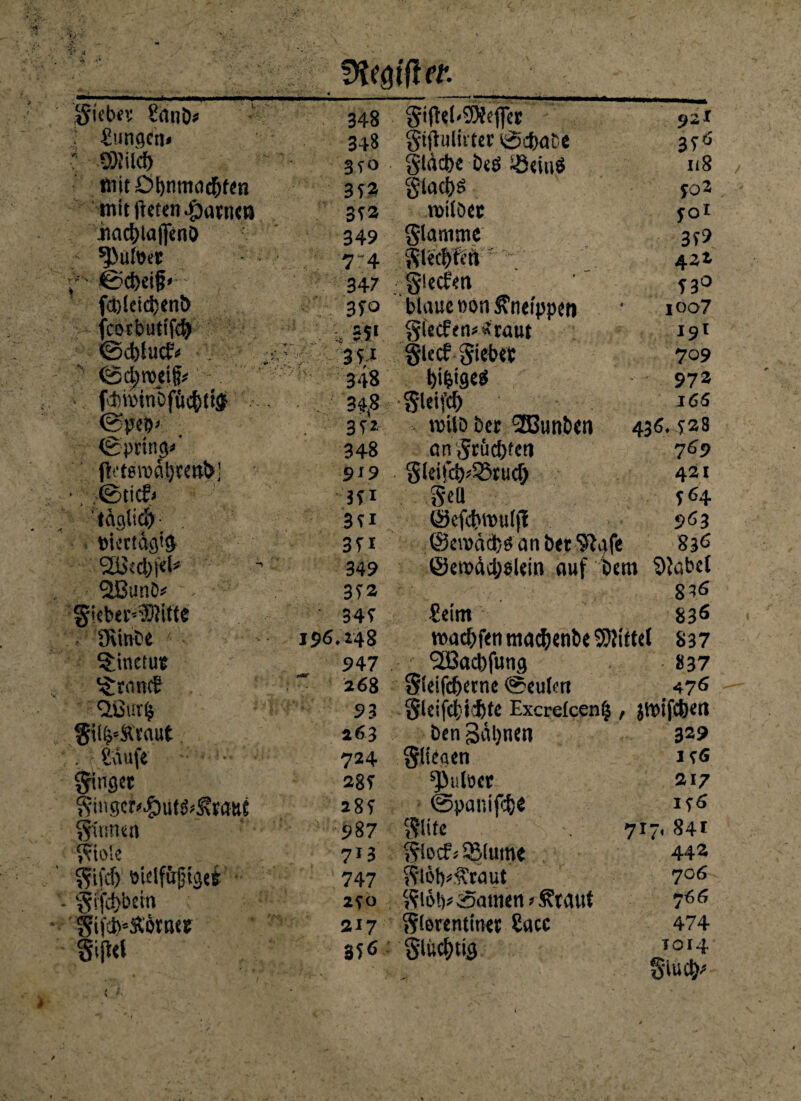 Regiſter.
Fieber Land⸗ 348
Lungen⸗ 348
Milch 350
mit Ohnmachten 352
mit ſteten Harnen 352
nachlaſſend 349
Pulver 7 4
Scheiß⸗ 347
ſchleichend 350
ſcorbutiſch 351
Schluck⸗ 351
Schweiß⸗ 348
ſchwindſüchtig 348
Spey⸗ 352
Spring⸗ 348
ſtetswährend 919
Stick⸗ 351
täglich 351
viertägig 351
Wechſel⸗ 349
Wund⸗ 352
Fieber⸗Mitte 345
Rinde 196.248
Tinctur 947
Tranck 268
Wurtz 93
Filtz⸗Kraut 263
Läuſe 724
Finger 285
Finger⸗Huts⸗Kraut 285
Finnen 987
Fiole 713
Fiſch vielfüßiger 747
Fiſchbein 250
Fiſch⸗Körner 217
Fiſtel 356
Fiſtel⸗Meſſer 921
Fiſtulirter Schade 356
Fläche des Beins 118
Flachs 502
wilder 501
Flamme 359
Flechten 422
Flecken 530
blaue von Kneippen 1007
Flecken⸗Kraut 191
Fleck Fieber 709
hitziges 972
Fleiſch 166
wild der Wunden 436. 528
an Früchten 769
Fleiſch⸗Bruch 421
Fell 564
Geſchwulſt 963
Gewächs an der Naſe 836
Gewächslein auf dem Nabel
836
Leim 836
wachſen machende Mittel 837
Wachſung 837
Fleiſcherne Seulen 476
Fleiſchichte Excreſcentz, zwiſchen
den Zähnen 329
Fliegen 156
Pulver 217
Spaniſche 156
Flite 717. 841
Flock⸗Blume 442
Flöh⸗Kraut 706
Flöh⸗Samen⸗Kraut 766
Florentiner Lacc 474
Flüchtig 1014
Fluch⸗